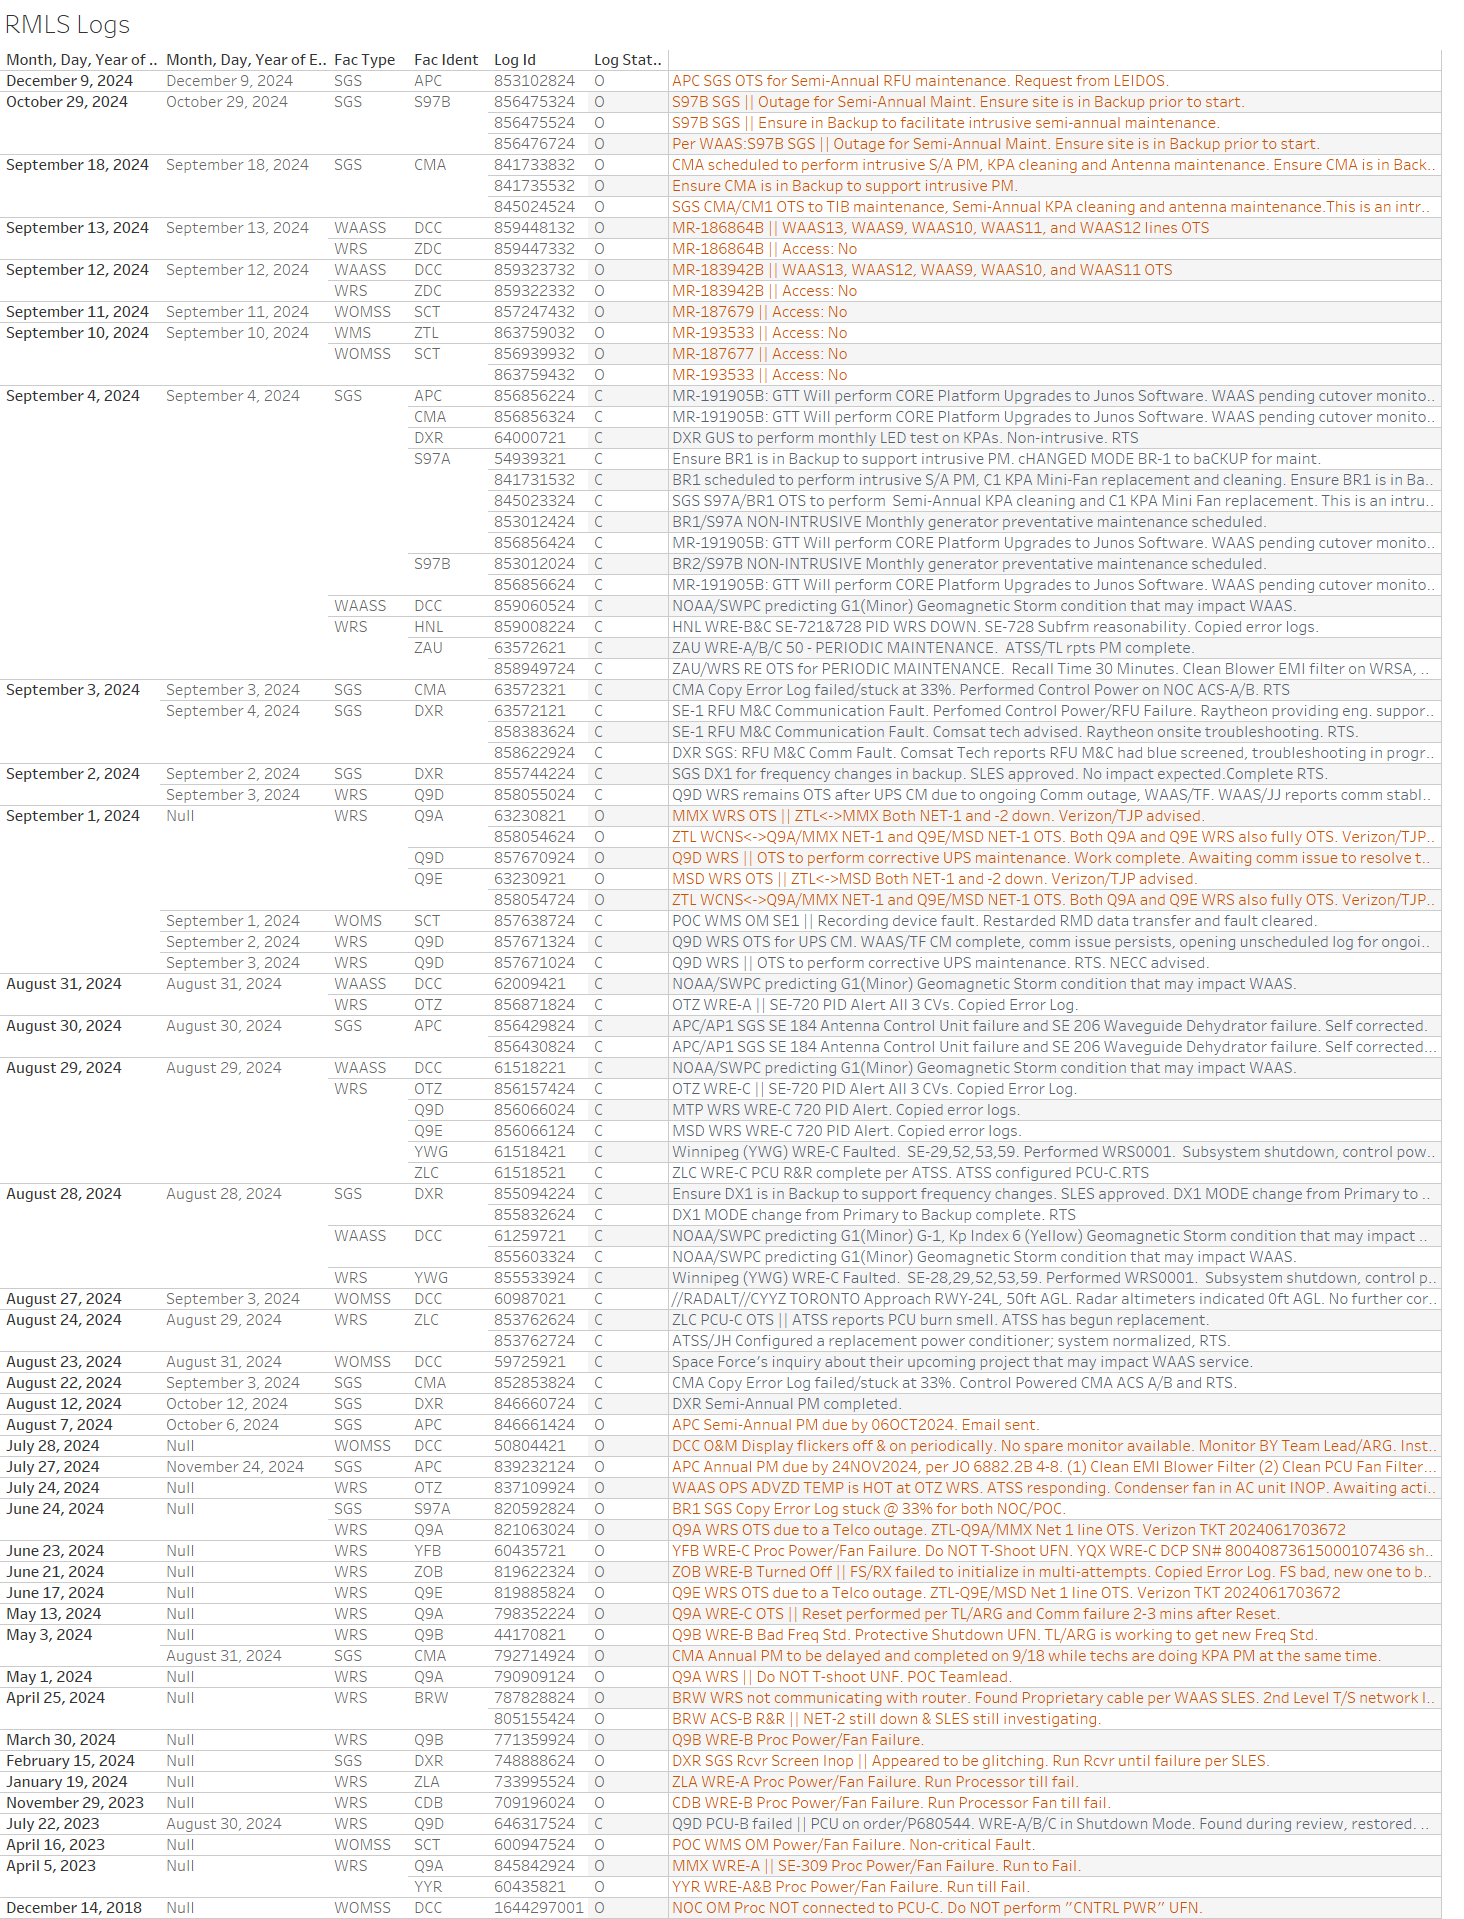 RMLS Logs
Month, Day, Year of .. Month, Day, Year of E.. Fac Type Fac Ident Log Id Log Stat..
December 9, 2024 December 9, 2024 SGS APC 853102824 O APC SGS OTS for Semi-Annual RFU maintenance. Request from LEIDOS.
October 29, 2024 October 29, 2024 SGS S97B 856475324 O S97B SGS || Outage for Semi-Annual Maint. Ensure site is in Backup prior to start.
856475524 O S97B SGS || Ensure in Backup to facilitate intrusive semi-annual maintenance.
856476724 O Per WAAS:S97B SGS || Outage for Semi-Annual Maint. Ensure site is in Backup prior to start.
September 18, 2024 September 18, 2024 SGS CMA 841733832 O CMA scheduled to perform intrusive S/A PM, KPA cleaning and Antenna maintenance. Ensure CMA is in Back..
841735532 O Ensure CMA is in Backup to support intrusive PM.
845024524 O SGS CMA/CM1 OTS to TIB maintenance, Semi-Annual KPA cleaning and antenna maintenance.This is an intr..
September 13, 2024 September 13, 2024 WAASS DCC 859448132 O MR-186864B || WAAS13, WAAS9, WAAS10, WAAS11, and WAAS12 lines OTS
WRS ZDC 859447332 O MR-186864B || Access: No
September 12, 2024 September 12, 2024 WAASS DCC 859323732 O MR-183942B || WAAS13, WAAS12, WAAS9, WAAS10, and WAAS11 OTS
WRS ZDC 859322332 O MR-183942B || Access: No
September 11, 2024 September 11, 2024 WOMSS SCT 857247432 O MR-187679 || Access: No
September 10, 2024 September 10, 2024 WMS ZTL 863759032 O MR-193533 || Access: No
WOMSS SCT 856939932 O MR-187677 || Access: No
863759432 O MR-193533 || Access: No
September 4, 2024 September 4, 2024 SGS APC 856856224 C MR-191905B: GTT Will perform CORE Platform Upgrades to Junos Software. WAAS pending cutover monito..
CMA 856856324 C MR-191905B: GTT Will perform CORE Platform Upgrades to Junos Software. WAAS pending cutover monito..
DXR 64000721 C DXR GUS to perform monthly LED test on KPAs. Non-intrusive. RTS
S97A 54939321 C Ensure BR1 is in Backup to support intrusive PM. cHANGED MODE BR-1 to baCKUP for maint.
841731532 C BR1 scheduled to perform intrusive S/A PM, C1 KPA Mini-Fan replacement and cleaning. Ensure BR1 is in Ba..
845023324 C SGS S97A/BR1 OTS to perform  Semi-Annual KPA cleaning and C1 KPA Mini Fan replacement. This is an intru..
853012424 C BR1/S97A NON-INTRUSIVE Monthly generator preventative maintenance scheduled.
856856424 C MR-191905B: GTT Will perform CORE Platform Upgrades to Junos Software. WAAS pending cutover monito..
S97B 853012024 C BR2/S97B NON-INTRUSIVE Monthly generator preventative maintenance scheduled.
856856624 C MR-191905B: GTT Will perform CORE Platform Upgrades to Junos Software. WAAS pending cutover monito..
WAASS DCC 859060524 C NOAA/SWPC predicting G1(Minor) Geomagnetic Storm condition that may impact WAAS.
WRS HNL 859008224 C HNL WRE-B&C SE-721&728 PID WRS DOWN. SE-728 Subfrm reasonability. Copied error logs.
ZAU 63572621 C ZAU WRE-A/B/C 50 - PERIODIC MAINTENANCE.  ATSS/TL rpts PM complete.
858949724 C ZAU/WRS RE OTS for PERIODIC MAINTENANCE.  Recall Time 30 Minutes. Clean Blower EMI filter on WRSA, ..
September 3, 2024 September 3, 2024 SGS CMA 63572321 C CMA Copy Error Log failed/stuck at 33%. Performed Control Power on NOC ACS-A/B. RTS
September 4, 2024 SGS DXR 63572121 C SE-1 RFU M&C Communication Fault. Perfomed Control Power/RFU Failure. Raytheon providing eng. suppor..
858383624 C SE-1 RFU M&C Communication Fault. Comsat tech advised. Raytheon onsite troubleshooting. RTS.
858622924 C DXR SGS: RFU M&C Comm Fault. Comsat Tech reports RFU M&C had blue screened, troubleshooting in progr..
September 2, 2024 September 2, 2024 SGS DXR 855744224 C SGS DX1 for frequency changes in backup. SLES approved. No impact expected.Complete RTS.
September 3, 2024 WRS Q9D 858055024 C Q9D WRS remains OTS after UPS CM due to ongoing Comm outage, WAAS/TF. WAAS/JJ reports comm stabl..
September 1, 2024 Null WRS Q9A 63230821 O MMX WRS OTS || ZTL<->MMX Both NET-1 and -2 down. Verizon/TJP advised.
858054624 O ZTL WCNS<->Q9A/MMX NET-1 and Q9E/MSD NET-1 OTS. Both Q9A and Q9E WRS also fully OTS. Verizon/TJP..
Q9D 857670924 O Q9D WRS || OTS to perform corrective UPS maintenance. Work complete. Awaiting comm issue to resolve t..
Q9E 63230921 O MSD WRS OTS || ZTL<->MSD Both NET-1 and -2 down. Verizon/TJP advised.
858054724 O ZTL WCNS<->Q9A/MMX NET-1 and Q9E/MSD NET-1 OTS. Both Q9A and Q9E WRS also fully OTS. Verizon/TJP..
September 1, 2024 WOMS SCT 857638724 C POC WMS OM SE1 || Recording device fault. Restarded RMD data transfer and fault cleared.
September 2, 2024 WRS Q9D 857671324 C Q9D WRS OTS for UPS CM. WAAS/TF CM complete, comm issue persists, opening unscheduled log for ongoi..
September 3, 2024 WRS Q9D 857671024 C Q9D WRS || OTS to perform corrective UPS maintenance. RTS. NECC advised.
August 31, 2024 August 31, 2024 WAASS DCC 62009421 C NOAA/SWPC predicting G1(Minor) Geomagnetic Storm condition that may impact WAAS.
WRS OTZ 856871824 C OTZ WRE-A || SE-720 PID Alert All 3 CVs. Copied Error Log.
August 30, 2024 August 30, 2024 SGS APC 856429824 C APC/AP1 SGS SE 184 Antenna Control Unit failure and SE 206 Waveguide Dehydrator failure. Self corrected.
856430824 C APC/AP1 SGS SE 184 Antenna Control Unit failure and SE 206 Waveguide Dehydrator failure. Self corrected...
August 29, 2024 August 29, 2024 WAASS DCC 61518221 C NOAA/SWPC predicting G1(Minor) Geomagnetic Storm condition that may impact WAAS.
WRS OTZ 856157424 C OTZ WRE-C || SE-720 PID Alert All 3 CVs. Copied Error Log.
Q9D 856066024 C MTP WRS WRE-C 720 PID Alert. Copied error logs.
Q9E 856066124 C MSD WRS WRE-C 720 PID Alert. Copied error logs.
YWG 61518421 C Winnipeg (YWG) WRE-C Faulted.  SE-29,52,53,59. Performed WRS0001.  Subsystem shutdown, control pow..
ZLC 61518521 C ZLC WRE-C PCU R&R complete per ATSS. ATSS configured PCU-C.RTS
August 28, 2024 August 28, 2024 SGS DXR 855094224 C Ensure DX1 is in Backup to support frequency changes. SLES approved. DX1 MODE change from Primary to ..
855832624 C DX1 MODE change from Primary to Backup complete. RTS
WAASS DCC 61259721 C NOAA/SWPC predicting G1(Minor) G-1, Kp Index 6 (Yellow) Geomagnetic Storm condition that may impact ..
855603324 C NOAA/SWPC predicting G1(Minor) Geomagnetic Storm condition that may impact WAAS.
WRS YWG 855533924 C Winnipeg (YWG) WRE-C Faulted.  SE-28,29,52,53,59. Performed WRS0001.  Subsystem shutdown, control p..
August 27, 2024 September 3, 2024 WOMSS DCC 60987021 C //RADALT//CYYZ TORONTO Approach RWY-24L, 50ft AGL. Radar altimeters indicated 0ft AGL. No further cor..
August 24, 2024 August 29, 2024 WRS ZLC 853762624 C ZLC PCU-C OTS || ATSS reports PCU burn smell. ATSS has begun replacement.
853762724 C ATSS/JH Configured a replacement power conditioner; system normalized, RTS.
August 23, 2024 August 31, 2024 WOMSS DCC 59725921 C Space Force's inquiry about their upcoming project that may impact WAAS service.
August 22, 2024 September 3, 2024 SGS CMA 852853824 C CMA Copy Error Log failed/stuck at 33%. Control Powered CMA ACS A/B and RTS.
August 12, 2024 October 12, 2024 SGS DXR 846660724 C DXR Semi-Annual PM completed.
August 7, 2024 October 6, 2024 SGS APC 846661424 O APC Semi-Annual PM due by 06OCT2024. Email sent.
July 28, 2024 Null WOMSS DCC 50804421 O DCC O&M Display flickers off & on periodically. No spare monitor available. Monitor BY Team Lead/ARG. Inst..
July 27, 2024 November 24, 2024 SGS APC 839232124 O APC Annual PM due by 24NOV2024, per JO 6882.2B 4-8. (1) Clean EMI Blower Filter (2) Clean PCU Fan Filter...
July 24, 2024 Null WRS OTZ 837109924 O WAAS OPS ADVZD TEMP is HOT at OTZ WRS. ATSS responding. Condenser fan in AC unit INOP. Awaiting acti..
June 24, 2024 Null SGS S97A 820592824 O BR1 SGS Copy Error Log stuck @ 33% for both NOC/POC.
WRS Q9A 821063024 O Q9A WRS OTS due to a Telco outage. ZTL-Q9A/MMX Net 1 line OTS. Verizon TKT 2024061703672
June 23, 2024 Null WRS YFB 60435721 O YFB WRE-C Proc Power/Fan Failure. Do NOT T-Shoot UFN. YQX WRE-C DCP SN# 80040873615000107436 sh..
June 21, 2024 Null WRS ZOB 819622324 O ZOB WRE-B Turned Off || FS/RX failed to initialize in multi-attempts. Copied Error Log. FS bad, new one to b..
June 17, 2024 Null WRS Q9E 819885824 O Q9E WRS OTS due to a Telco outage. ZTL-Q9E/MSD Net 1 line OTS. Verizon TKT 2024061703672
May 13, 2024 Null WRS Q9A 798352224 O Q9A WRE-C OTS || Reset performed per TL/ARG and Comm failure 2-3 mins after Reset.
May 3, 2024 Null WRS Q9B 44170821 O Q9B WRE-B Bad Freq Std. Protective Shutdown UFN. TL/ARG is working to get new Freq Std.
August 31, 2024 SGS CMA 792714924 O CMA Annual PM to be delayed and completed on 9/18 while techs are doing KPA PM at the same time.
May 1, 2024 Null WRS Q9A 790909124 O Q9A WRS || Do NOT T-shoot UNF. POC Teamlead.
April 25, 2024 Null WRS BRW 787828824 O BRW WRS not communicating with router. Found Proprietary cable per WAAS SLES. 2nd Level T/S network I..
805155424 O BRW ACS-B R&R || NET-2 still down & SLES still investigating.
March 30, 2024 Null WRS Q9B 771359924 O Q9B WRE-B Proc Power/Fan Failure.
February 15, 2024 Null SGS DXR 748888624 O DXR SGS Rcvr Screen Inop || Appeared to be glitching. Run Rcvr until failure per SLES.
January 19, 2024 Null WRS ZLA 733995524 O ZLA WRE-A Proc Power/Fan Failure. Run Processor till fail.
November 29, 2023 Null WRS CDB 709196024 O CDB WRE-B Proc Power/Fan Failure. Run Processor Fan till fail.
July 22, 2023 August 30, 2024 WRS Q9D 646317524 C Q9D PCU-B failed || PCU on order/P680544. WRE-A/B/C in Shutdown Mode. Found during review, restored. ..
April 16, 2023 Null WOMSS SCT 600947524 O POC WMS OM Power/Fan Failure. Non-critical Fault.
April 5, 2023 Null WRS Q9A 845842924 O MMX WRE-A || SE-309 Proc Power/Fan Failure. Run to Fail.
YYR 60435821 O YYR WRE-A&B Proc Power/Fan Failure. Run till Fail.
December 14, 2018 Null WOMSS DCC 1644297001 O NOC OM Proc NOT connected to PCU-C. Do NOT perform "CNTRL PWR" UFN.